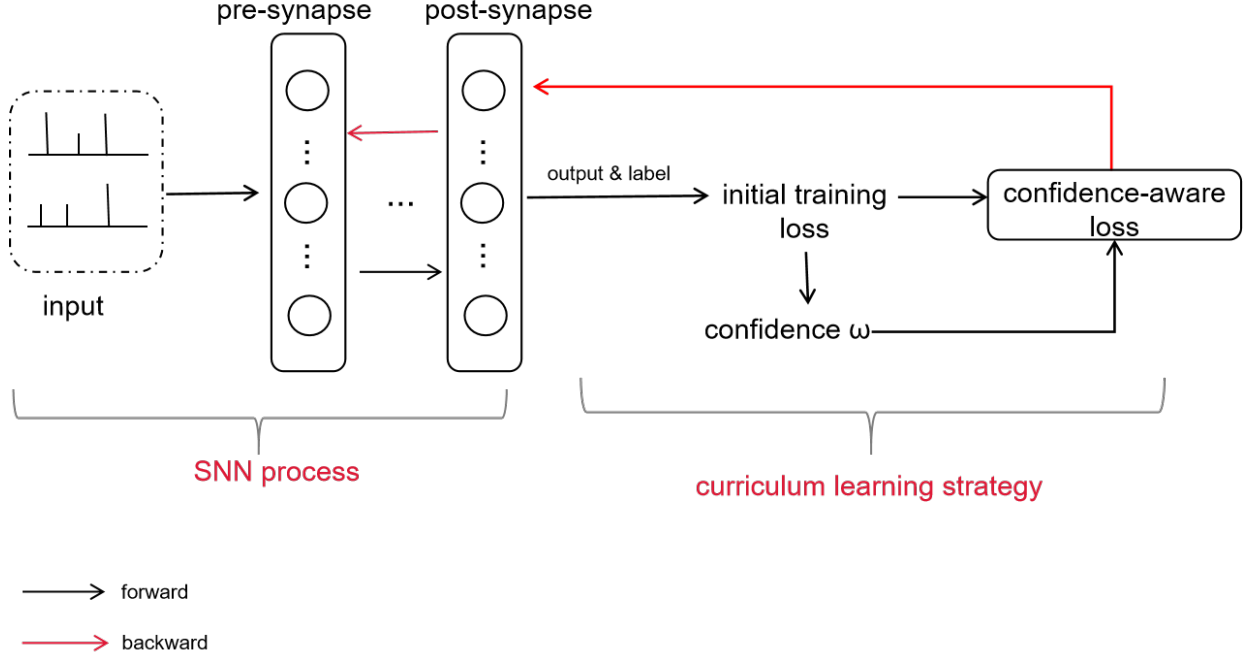 pre-synapse
post-synapse
output & label
initial training
loss
confidence-aware
loss
input
confidence ω
SNN process
curriculum learning strategy
forward
backward